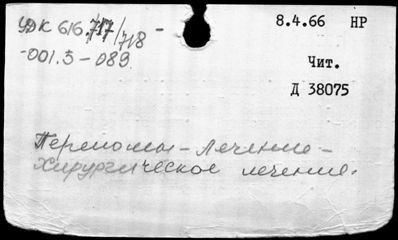 УДК 616.717/718 -
-001.5-089
8.4.66 НР
Чит.
Д 38075
Переломы - лечение -
хирургическое лечение.